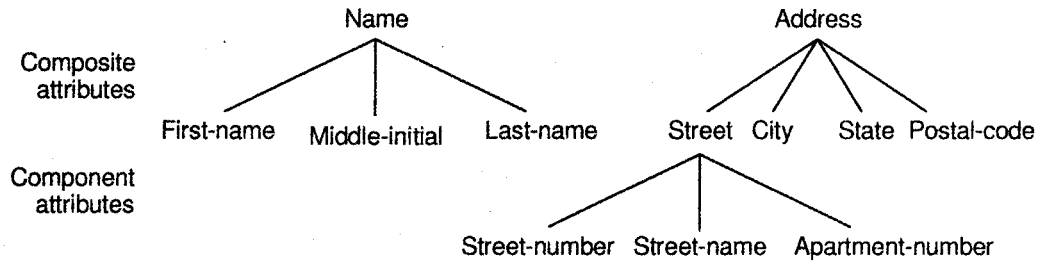 Name Address
Composite
attributes
First-name Middle-initial Last-name Street City State Postal-code
Component
attributes
Street-number Street-name Apartment-number